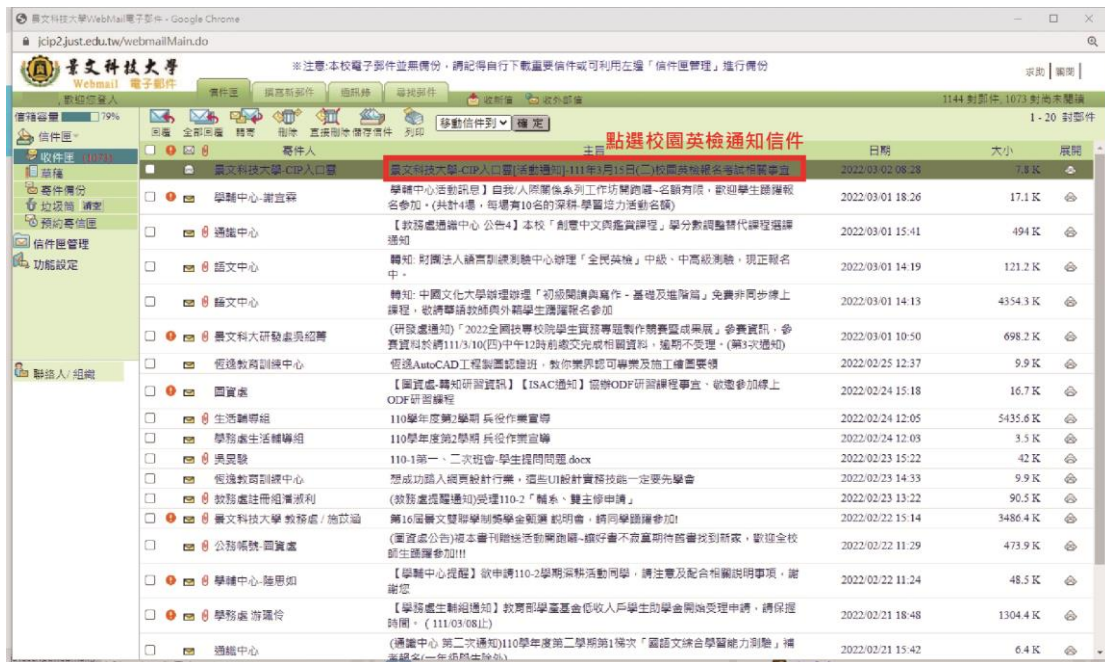 景文科技大學WebMail電子郵件 - Google Chrome
jcip2.just.edu.tw/webmailMain.do
景文科技大學
Webmail 電子郵件
※注意:本校電子郵件並無備份，請記得自行下載重要信件或可利用左邊「信件匣管理」進行備份
求助 | 關閉 |
信件匣 撰寫新郵件 通訊錄 尋找郵件 收新信 收外部信
,歡迎您登入
1144 封郵件, 1073 封尚未閱讀
信箱容量 79%
回覆 全部回覆 轉寄 刪除 直接刪除 儲存信件 列印 移動信件到 確定
1 - 20 封郵件
點選校園英檢通知信件
信件匣
收件匣 (1073)
草稿
寄件備份
垃圾筒 清空
預約寄信匣
信件匣管理
功能設定
聯絡人/組織
寄件人 主旨 日期 大小 展開
景文科技大學-CIP入口雲 景文科技大學-CIP入口雲[活動通知]-111年3月15日(二)校園英檢報名考試相關事宜 2022/03/02 08:28 7.8 K
學輔中心-謝宜霖 學輔中心活動訊息】自我/人際關係系列工作坊開跑囉~名額有限，歡迎學生踴躍報
名參加。(共計4場，每場有10名的深耕-學習培力活動名額) 2022/03/01 18:26 17.1 K
通識中心 【教務處通識中心 公告4】本校「創意中文與鑑賞課程」學分數調整替代課程選課
通知 2022/03/01 15:41 494 K
語文中心 轉知: 財團法人語言訓練測驗中心辦理「全民英檢」中級、中高級測驗，現正報名
中。 2022/03/01 14:19 121.2 K
語文中心 轉知: 中國文化大學辦理辦理「初級閱讀與寫作 - 基礎及進階篇」免費非同步線上
課程，敬請華語教師與外籍學生踴躍報名參加 2022/03/01 14:13 4354.3 K
景文科大研發處吳紹菁 (研發處通知)「2022全國技專校院學生實務專題製作競賽暨成果展」參賽資訊，參
賽資料於請111/3/10(四)中午12時前繳交完成相關資料，逾期不受理。(第3次通知) 2022/03/01 10:50 698.2 K
恆逸教育訓練中心 恆逸AutoCAD工程製圖認證班，教你業界認可專業及施工繪圖要領 2022/02/25 12:37 9.9 K
圖資處 【圖資處-轉知研習資訊】【ISAC通知】協辦ODF研習課程事宜、敬邀參加線上
ODF研習課程 2022/02/24 15:18 16.7 K
生活輔導組 110學年度第2學期 兵役作業宣導 2022/02/24 12:05 5435.6 K
學務處生活輔導組 110學年度第2學期 兵役作業宣導 2022/02/24 12:03 3.5 K
吳旻駿 110-1第一、二次班會-學生提問問題.docx 2022/02/23 15:22 42 K
恆逸教育訓練中心 想成功踏入網頁設計行業，這些UI設計實務技能一定要先學會 2022/02/23 14:33 9.9 K
教務處註冊組潘淑利 (教務處提醒通知)受理110-2「輔系、雙主修申請」 2022/02/23 13:22 90.5 K
景文科技大學 教務處 / 施苡涵 第16屆景文雙聯學制獎學金甄選 說明會，請同學踴躍參加! 2022/02/22 15:14 3486.4 K
公務帳號-圖資處 (圖資處公告)複本書刊贈送活動開跑囉~讓好書不寂寞期待舊書找到新家，歡迎全校
師生踴躍參加!!! 2022/02/22 11:29 473.9 K
學輔中心-陸思如 【學輔中心提醒】欲申請110-2學期深耕活動同學，請注意及配合相關說明事項，謝
謝您 2022/02/22 11:24 48.5 K
學務處 游珮伶 【學務處生輔組通知】教育部學產基金低收入戶學生助學金開始受理申請，請保握
時間。 ( 111/03/08止) 2022/02/21 18:48 1304.4 K
通識中心 (通識中心 第二次通知)110學年度第二學期第1梯次「國語文綜合學習能力測驗」補
考報名(一年級學生除外) 2022/02/21 15:42 6.4 K